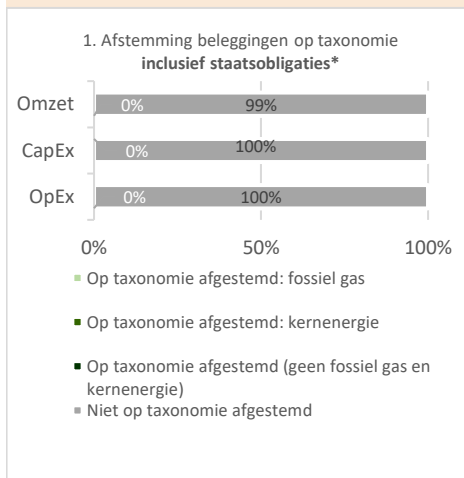 1. Afstemming beleggingen op taxonomie
inclusief staatsobligaties*
Omzet 0% 99%
CapEx 0% 100%
OpEx 0% 100%
0% 50% 100%
Op taxonomie afgestemd: fossiel gas
Op taxonomie afgestemd: kernenergie
Op taxonomie afgestemd (geen fossiel gas en
kernenergie)
Niet op taxonomie afgestemd